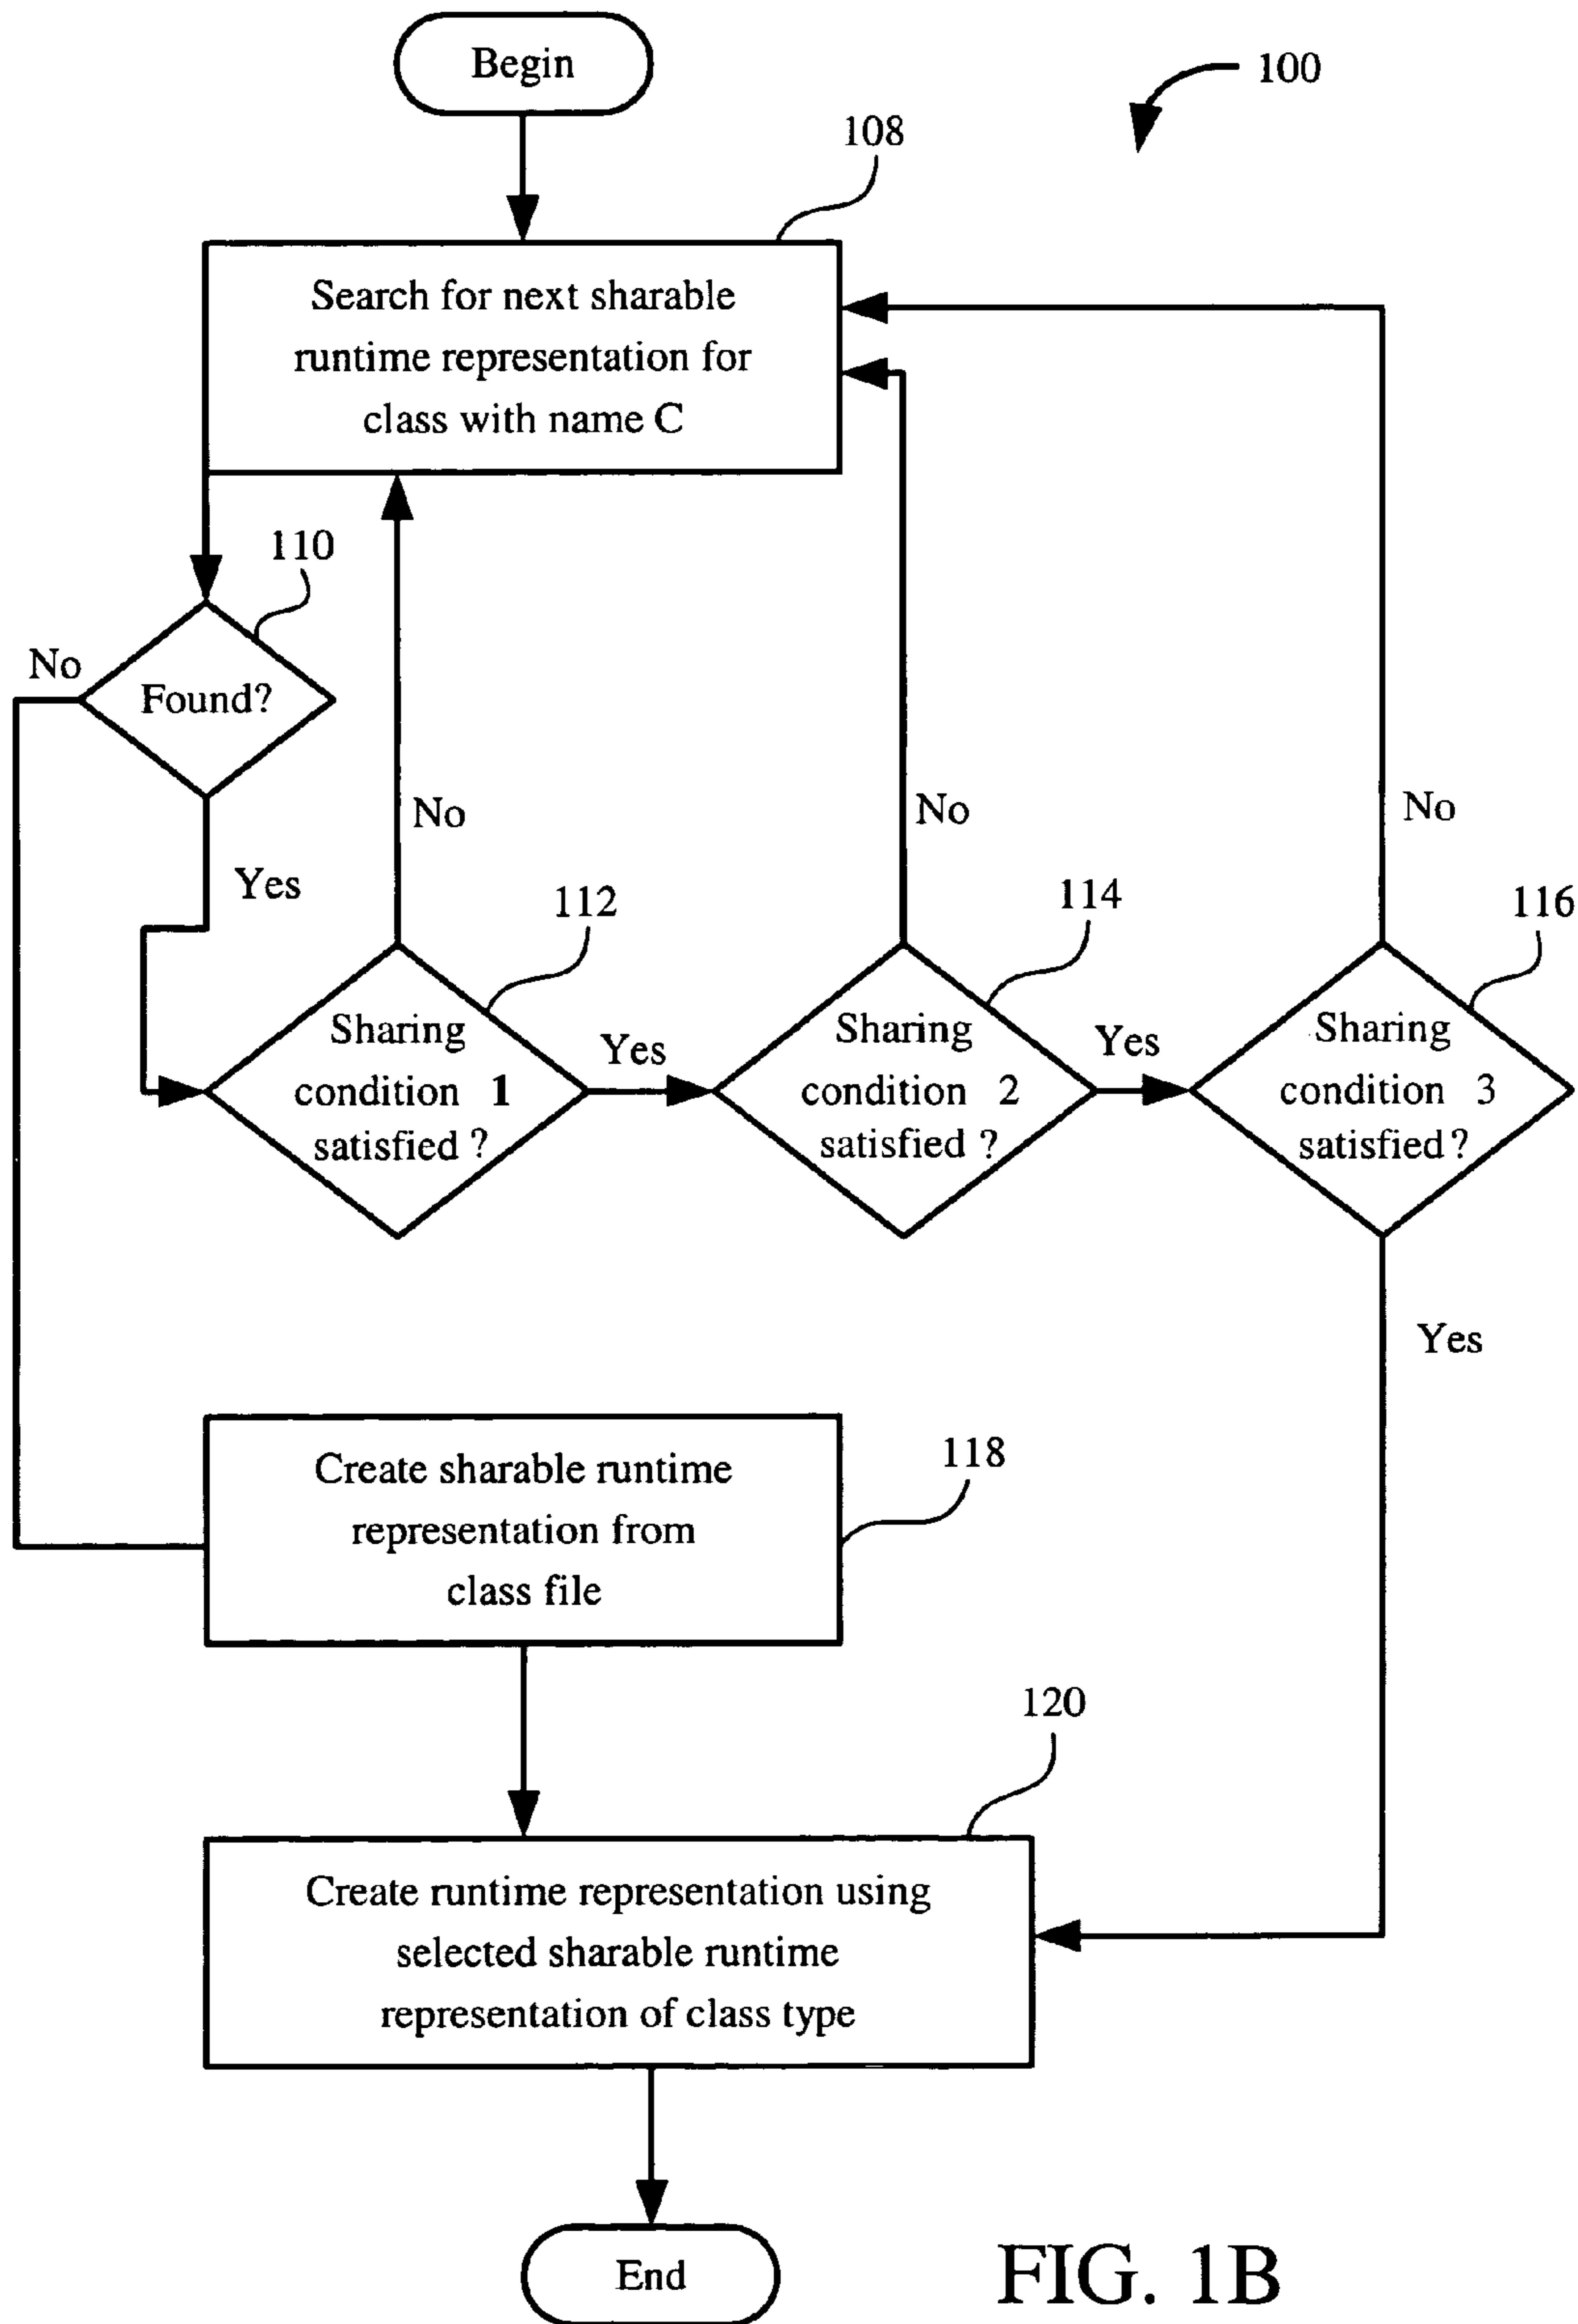 Begin
100
108
Search for next sharable
runtime representation for
class with name C
110
No
Found?
Yes
No
No
No
112
114
116
Sharing
condition 1
satisfied ?
Yes
Sharing
condition 2
satisfied ?
Yes
Sharing
condition 3
satisfied ?
Yes
118
Create sharable runtime
representation from
class file
120
Create runtime representation using
selected sharable runtime
representation of class type
End
FIG. 1B